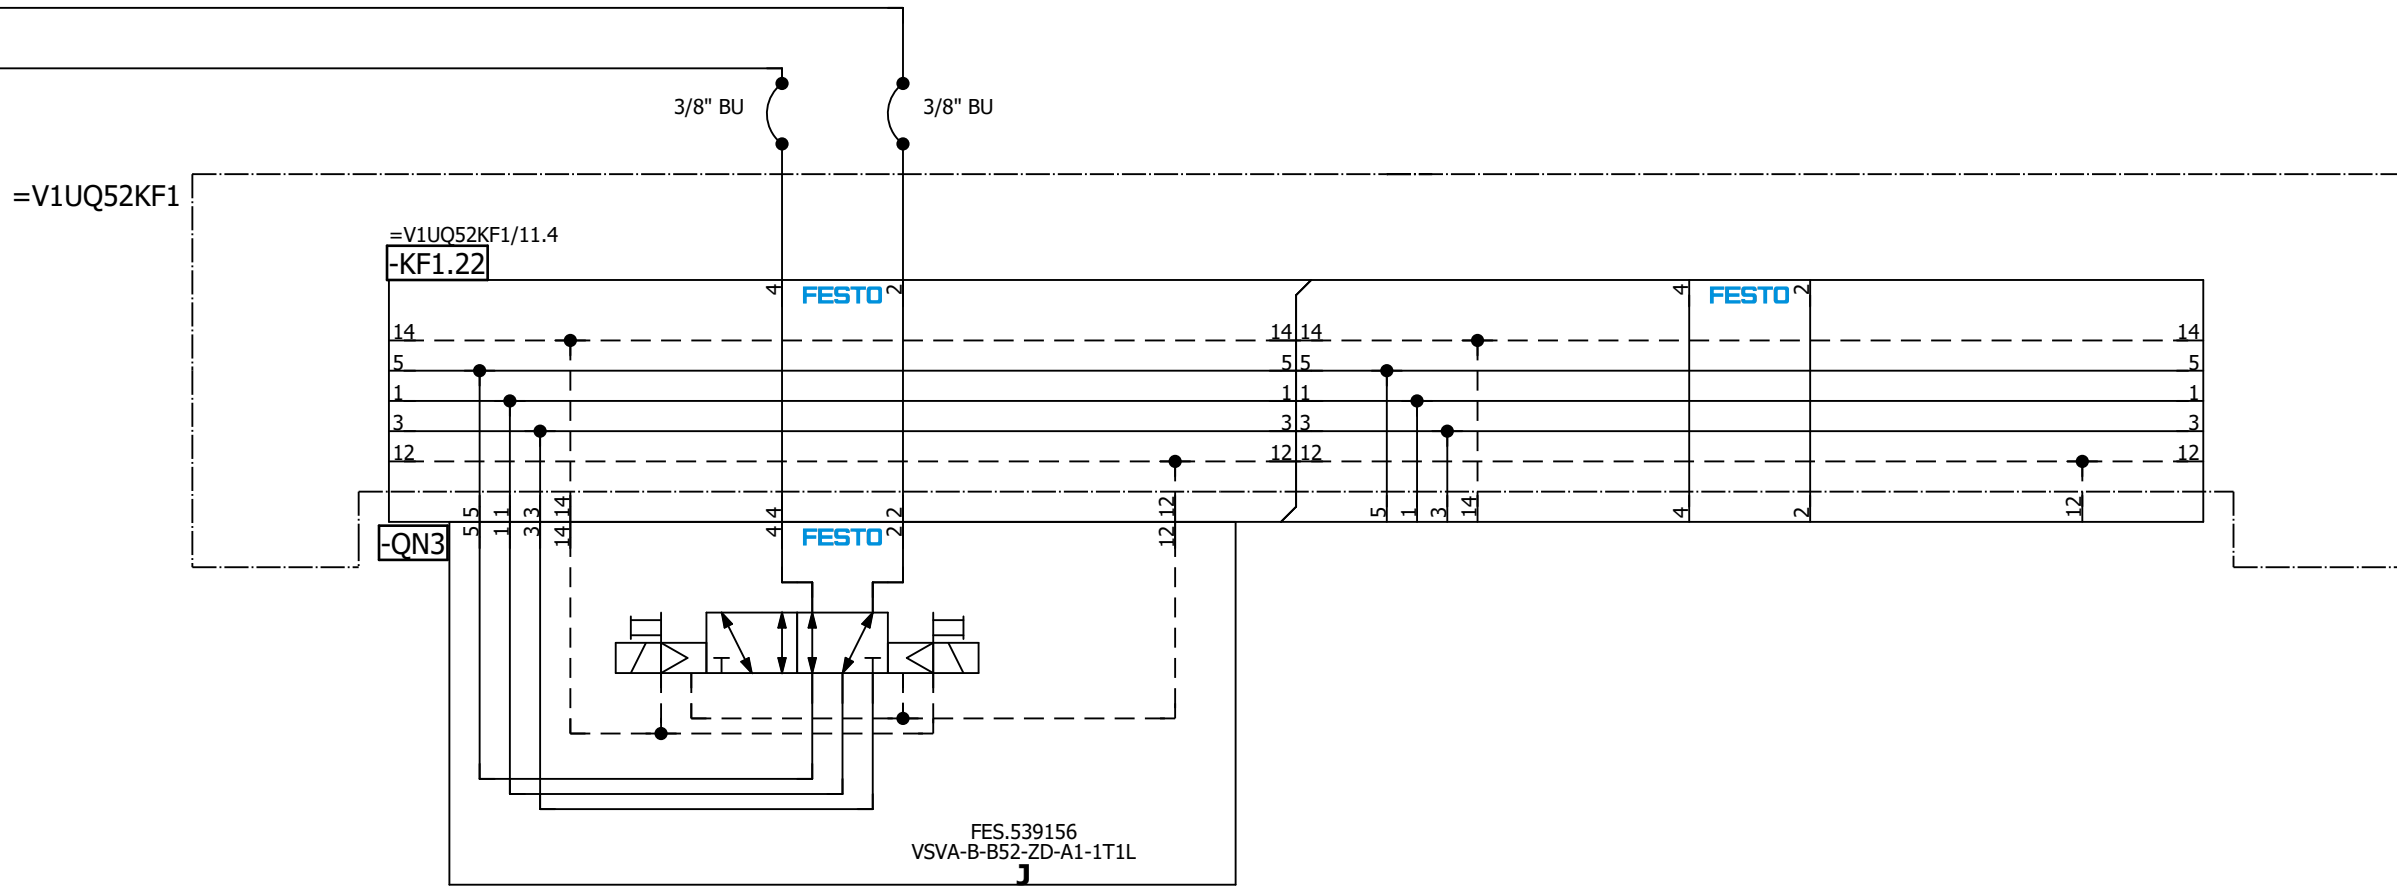 3/8" BU
3/8" BU
=V1UQ52KF1
=V1UQ52KF1/11.4
-KF1.22
4 FESTO 2 4 FESTO 2
14 14 14 14
5 5 5 5
1 1 1 1
3 3 3 3
12 12 12 12
5 1 3 14 4 2 12 5 1 3 14 4 2 12
-QN3
5 1 3 14 4 FESTO 2 12
FES.539156
VSVA-B-B52-ZD-A1-1T1L
J